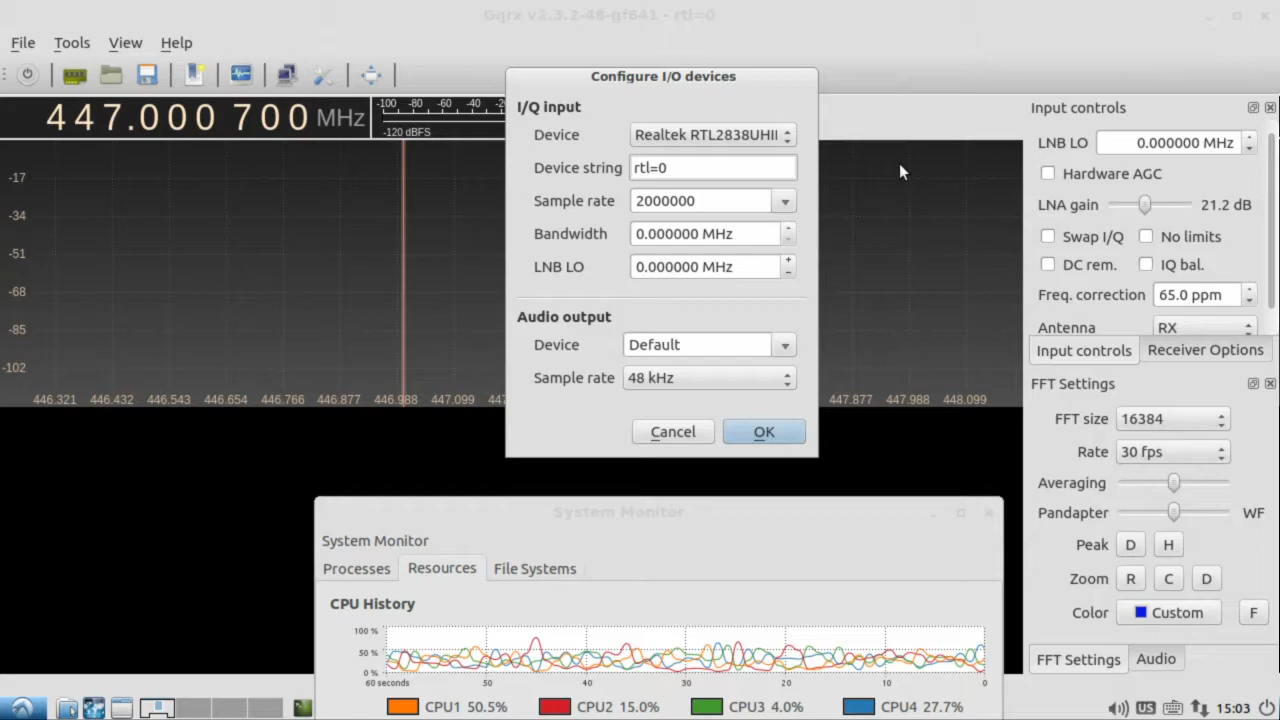 Gqrx v2.3.2-48-gf641 - rtl=0
File Tools View Help
447.000 700 MHz
-100 -80 -60 -40
-120 dBFS
-17
-34
-51
-68
-85
-102
446.321 446.432 446.543 446.654 446.766 446.877 446.988 447.099 447.877 447.988 448.099
Configure I/O devices
I/Q input
Device Realtek RTL2838UHII
Device string rtl=0
Sample rate 2000000
Bandwidth 0.000000 MHz
LNB LO 0.000000 MHz
Audio output
Device Default
Sample rate 48 kHz
Cancel OK
Input controls
LNB LO 0.000000 MHz
Hardware AGC
LNA gain 21.2 dB
Swap I/Q No limits
DC rem. IQ bal.
Freq. correction 65.0 ppm
Antenna RX
Input controls Receiver Options
FFT Settings
FFT size 16384
Rate 30 fps
Averaging
Pandapter WF
Peak D H
Zoom R C D
Color Custom F
FFT Settings Audio
System Monitor
System Monitor
Processes Resources File Systems
CPU History
100 %
50 %
0 %
60 seconds 50 40 30 20 10 0
CPU1 50.5% CPU2 15.0% CPU3 4.0% CPU4 27.7%
US 15:03